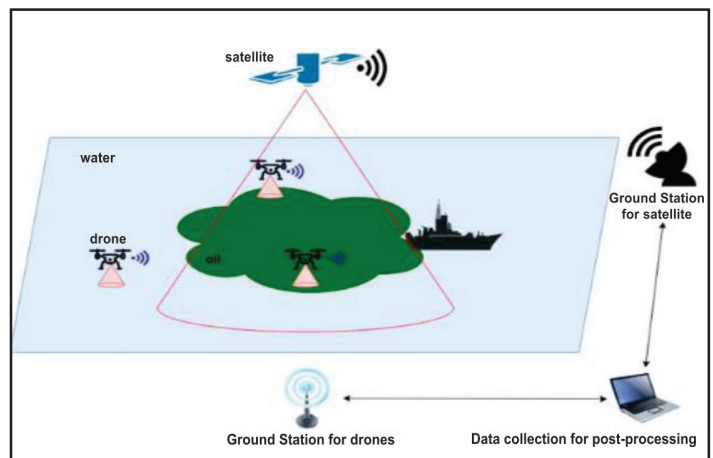 satellite
water
drone
oil
Ground Station
for satellite
Ground Station for drones
Data collection for post-processing